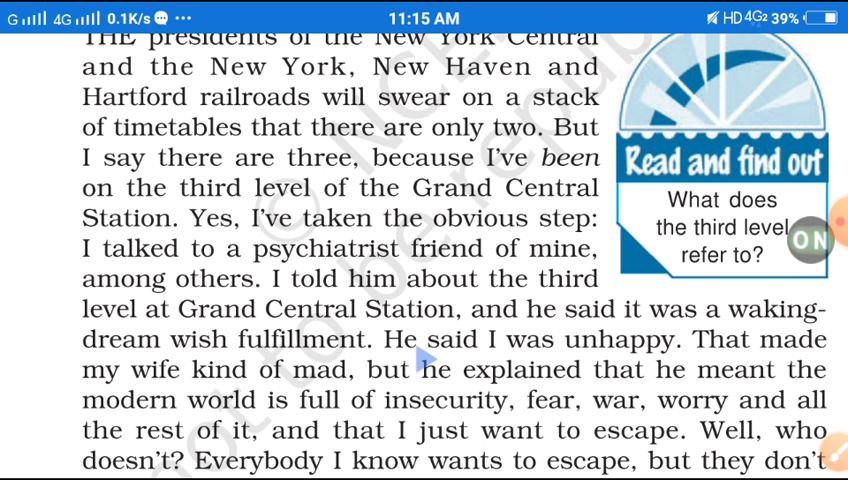 G 4G 0.1K/s ... 11:15 AM HD 4G2 39%
THE presidents of the New York Central
and the New York, New Haven and
Hartford railroads will swear on a stack
of timetables that there are only two. But
I say there are three, because I've been
on the third level of the Grand Central
Station. Yes, I've taken the obvious step:
I talked to a psychiatrist friend of mine,
among others. I told him about the third
level at Grand Central Station, and he said it was a waking-
dream wish fulfillment. He said I was unhappy. That made
my wife kind of mad, but he explained that he meant the
modern world is full of insecurity, fear, war, worry and all
the rest of it, and that I just want to escape. Well, who
doesn't? Everybody I know wants to escape, but they don't
Read and find out
What does
the third level
refer to?
ON
© NCE
not to be republ